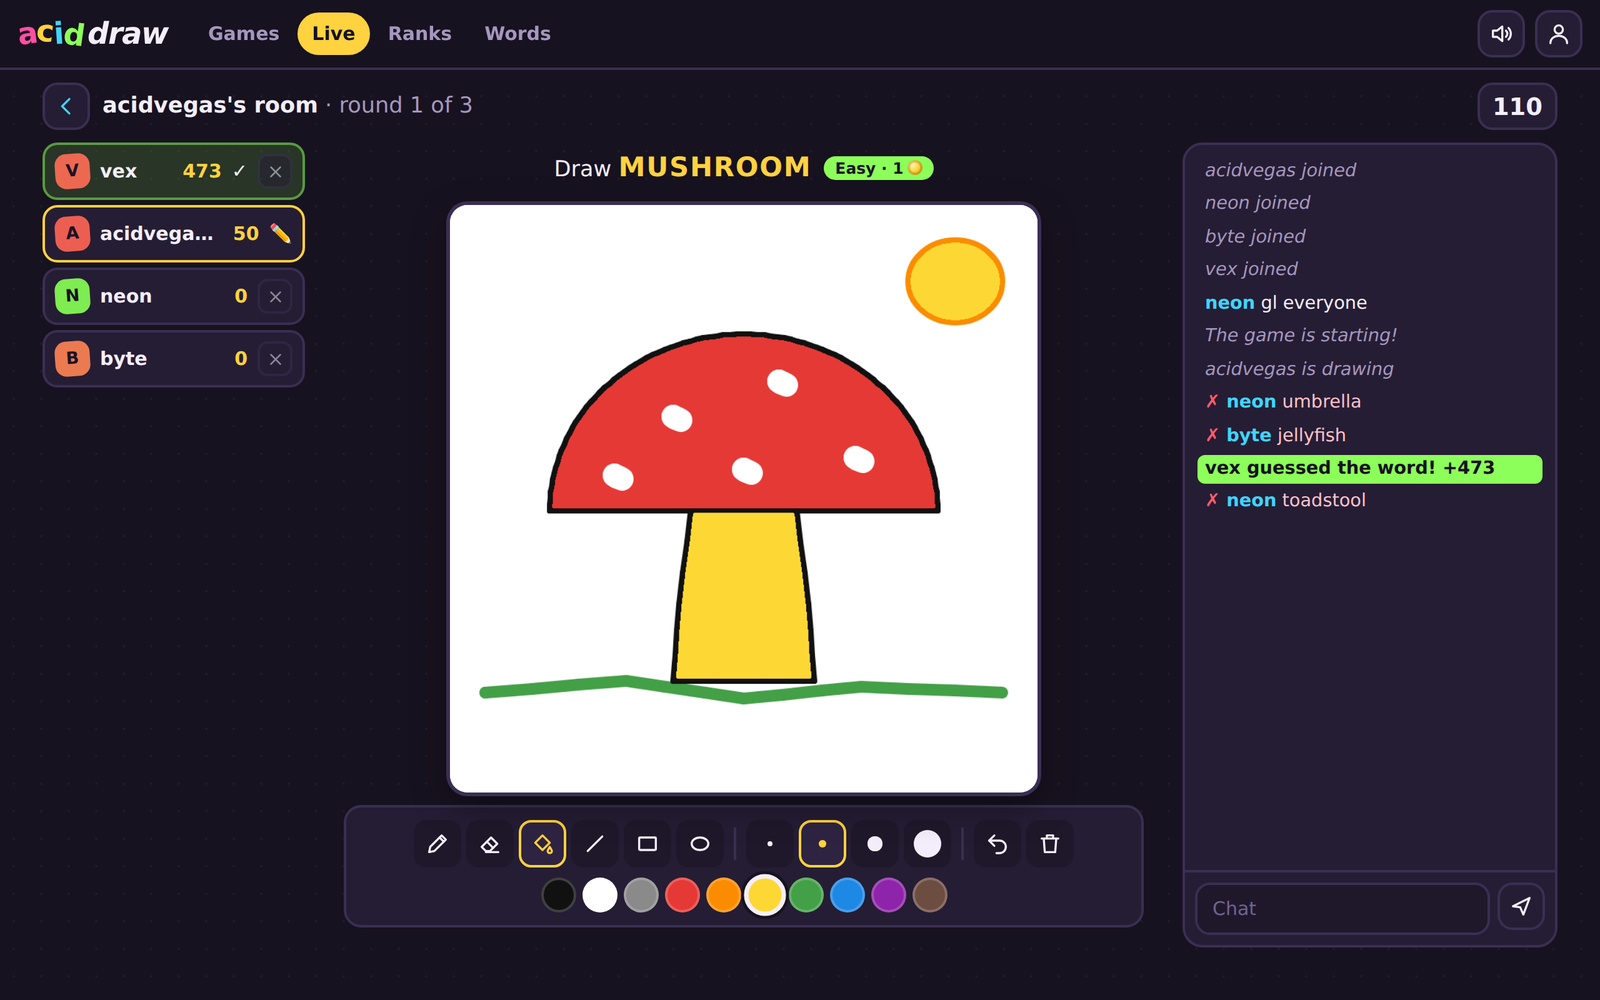 acid draw Games Live Ranks Words
acidvegas's room · round 1 of 3
110
V vex 473 ✓ ×
A acidvega... 50
N neon 0 ×
B byte 0 ×
Draw MUSHROOM Easy · 1
acidvegas joined
neon joined
byte joined
vex joined
neon gl everyone
The game is starting!
acidvegas is drawing
✗ neon umbrella
✗ byte jellyfish
vex guessed the word! +473
✗ neon toadstool
Chat